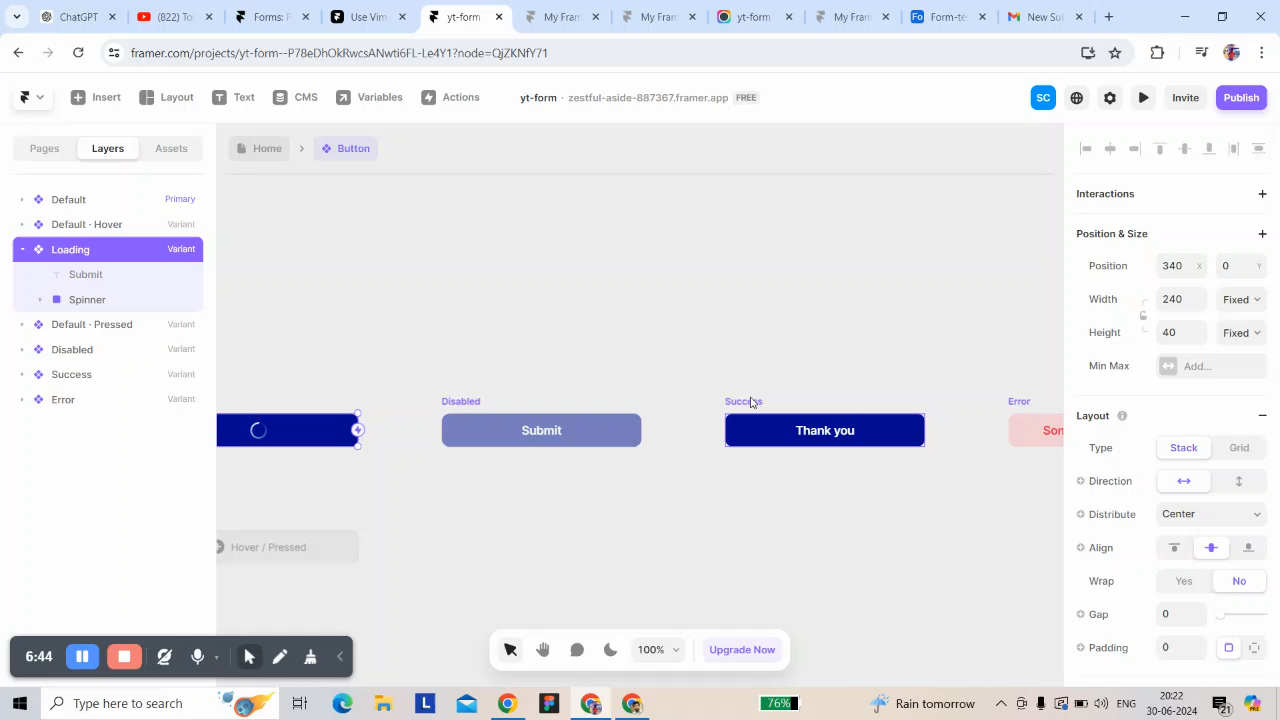 ChatGPT
(822) To
Forms: F
Use Vim
yt-form
My Fram
My Fram
yt-form
My Fram
Fo Form-te
New Su
framer.com/projects/yt-form--P78eDhOkRwcsANwti6FL-Le4Y1?node=QjZKNfY71
Insert
Layout
Text
CMS
Variables
Actions
yt-form · zestful-aside-887367.framer.app FREE
SC
Invite
Publish
Pages
Layers
Assets
Home
Button
Default Primary
Default · Hover Variant
Loading Variant
Submit
Spinner
Default · Pressed Variant
Disabled Variant
Success Variant
Error Variant
Disabled
Submit
Success
Thank you
Error
Som
Hover / Pressed
Interactions
Position & Size
Position 340 X 0 Y
Width 240 Fixed
Height 40 Fixed
Min Max Add...
Layout
Type Stack Grid
Direction
Distribute Center
Align
Wrap Yes No
Gap 0
Padding 0
6:44
100%
Upgrade Now
Type here to search
L
76%
Rain tomorrow
ENG
2022
30-06-2024
21